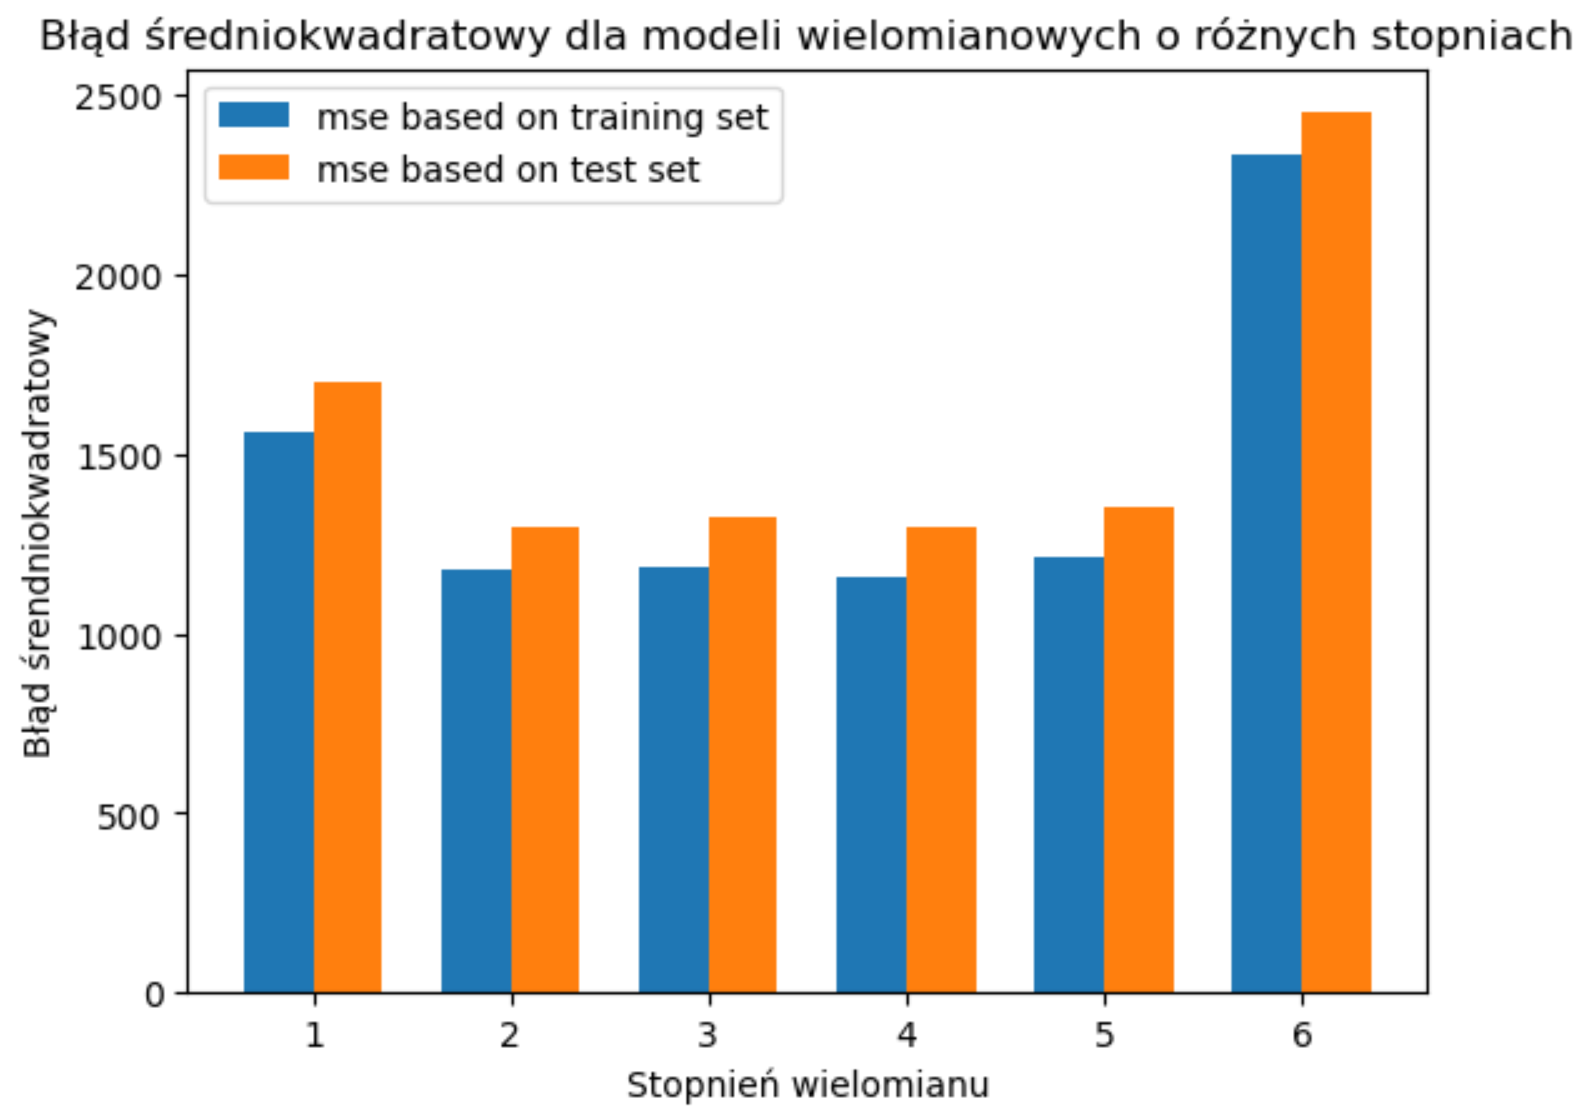 Błąd średniokwadratowy dla modeli wielomianowych o różnych stopniach
mse based on training set
mse based on test set
Błąd śrendniokwadratowy
2500
2000
1500
1000
500
0
1 2 3 4 5 6
Stopnień wielomianu